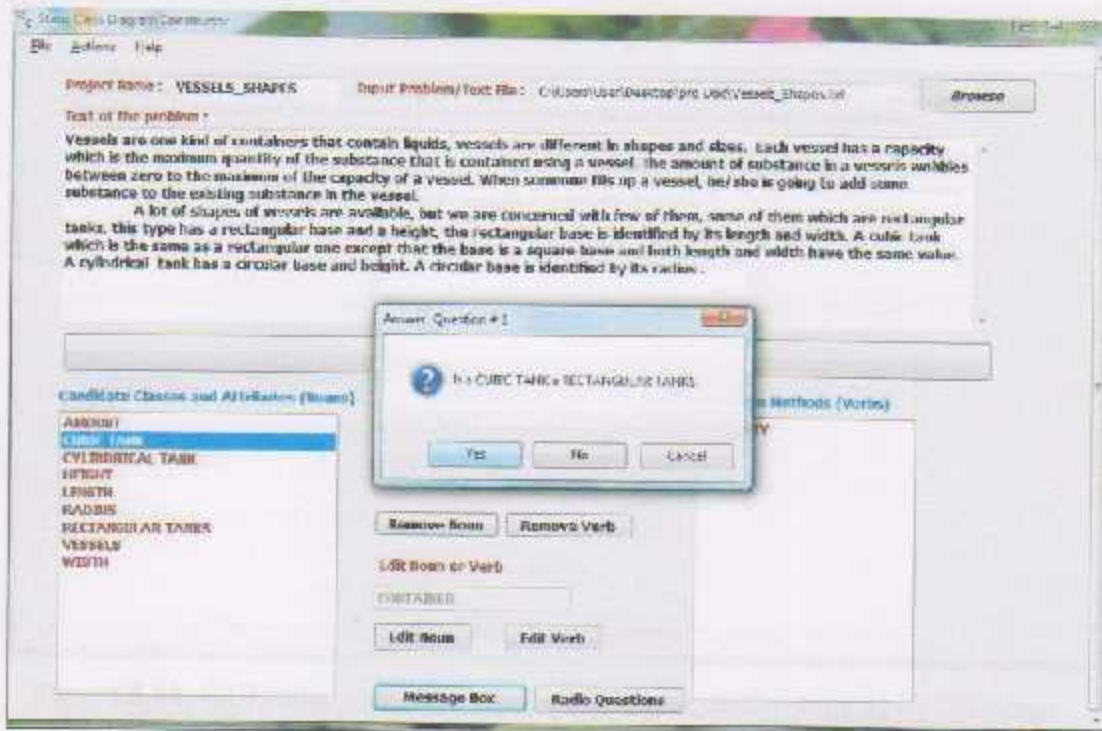 File Actions Help
Project Name : VESSELS_SHAPES Input Problem/Text File : Browse
Text of the problem :
Vessels are one kind of containers that contain liquids, vessels are different in shapes and sizes. Each vessel has a capacity
which is the maximum quantity of the substance that is contained using a vessel. The amount of substance in a vessels
between zero to the maximum of the capacity of a vessel. When someone fills up a vessel, he/she is going to add some
substance to the existing substance in the vessel.
A lot of shapes of vessels are available, but we are concerned with few of them, some of them which are rectangular
tanks, this type has a rectangular base and a height, the rectangular base is identified by its length and width. A cubic tank
which is the same as a rectangular one except that the base is a square base and both length and width have the same value.
A cylindrical tank has a circular base and height. A circular base is identified by its radius .
Answer Question # 1
Is a CUBIC TANK a RECTANGULAR TANKS
Yes No Cancel
Candidate Classes and Attributes (Nouns)
Methods (Verbs)
AMOUNT
CUBIC TANK
CYLINDRICAL TANK
HEIGHT
LENGTH
RADIUS
RECTANGULAR TANKS
VESSELS
WIDTH
Remove Noun Remove Verb
Edit Noun or Verb
CONTAINER
Edit Noun Edit Verb
Message Box Radio Questions